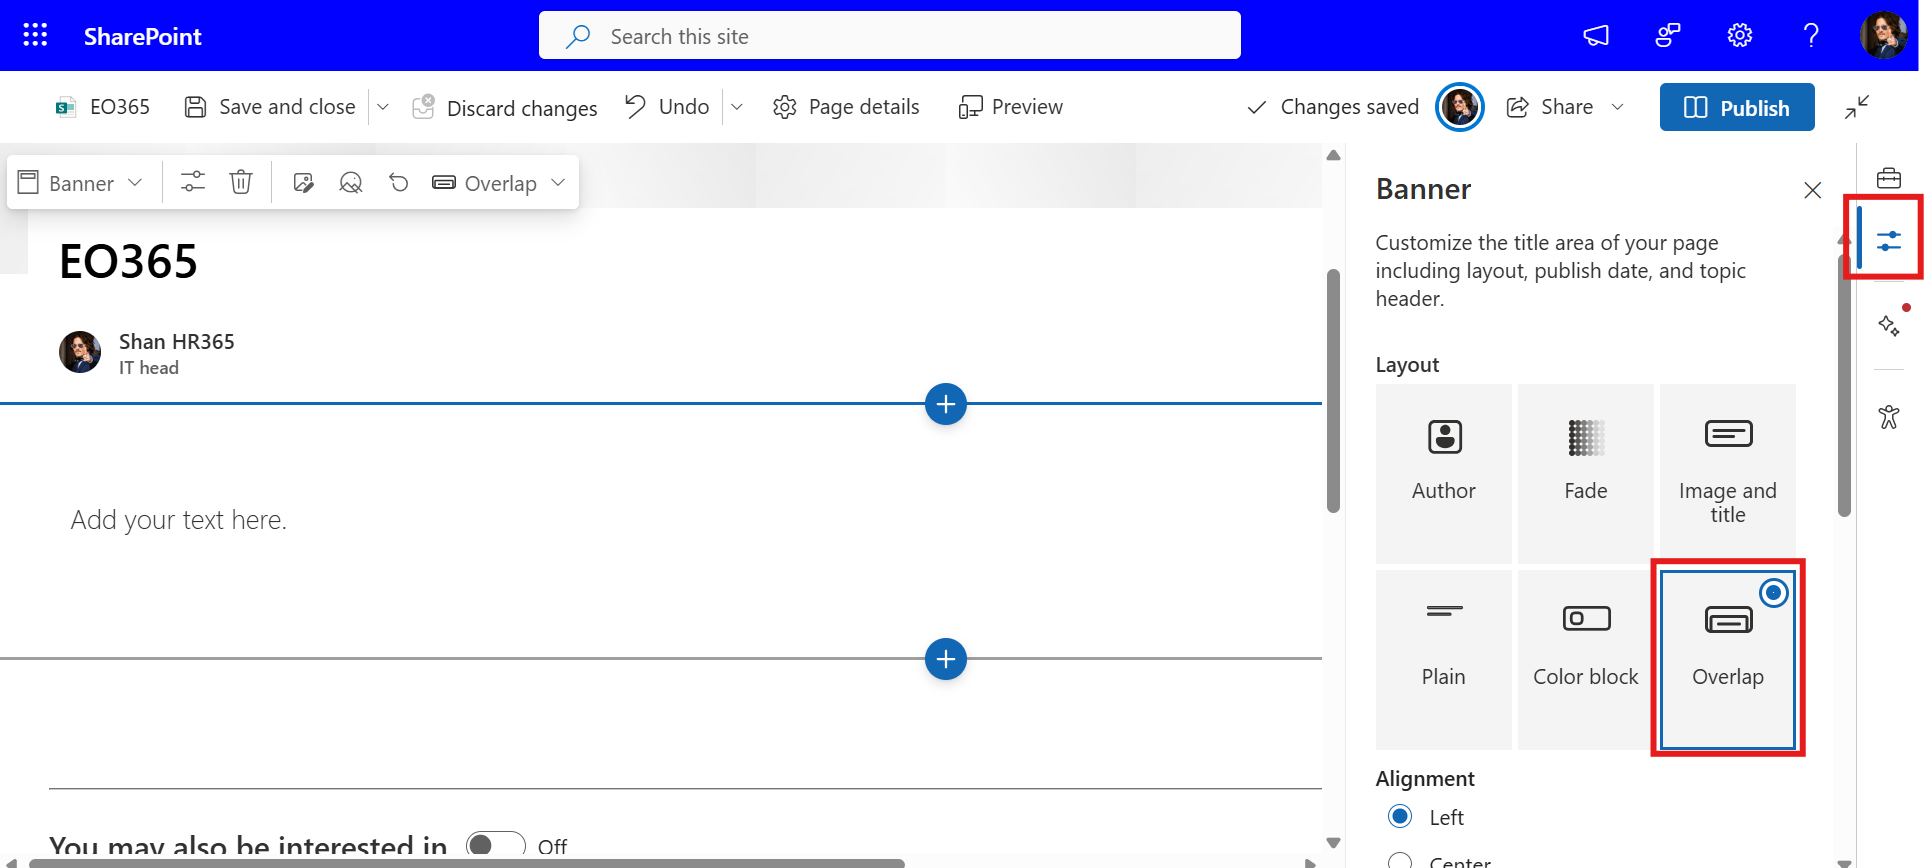 SharePoint
Search this site
EO365
Save and close
Discard changes
Undo
Page details
Preview
Changes saved
Share
Publish
Banner
Overlap
EO365
Shan HR365
IT head
Add your text here.
You may also be interested in
Off
Banner
Customize the title area of your page
including layout, publish date, and topic
header.
Layout
Author
Fade
Image and
title
Plain
Color block
Overlap
Alignment
Left
Center